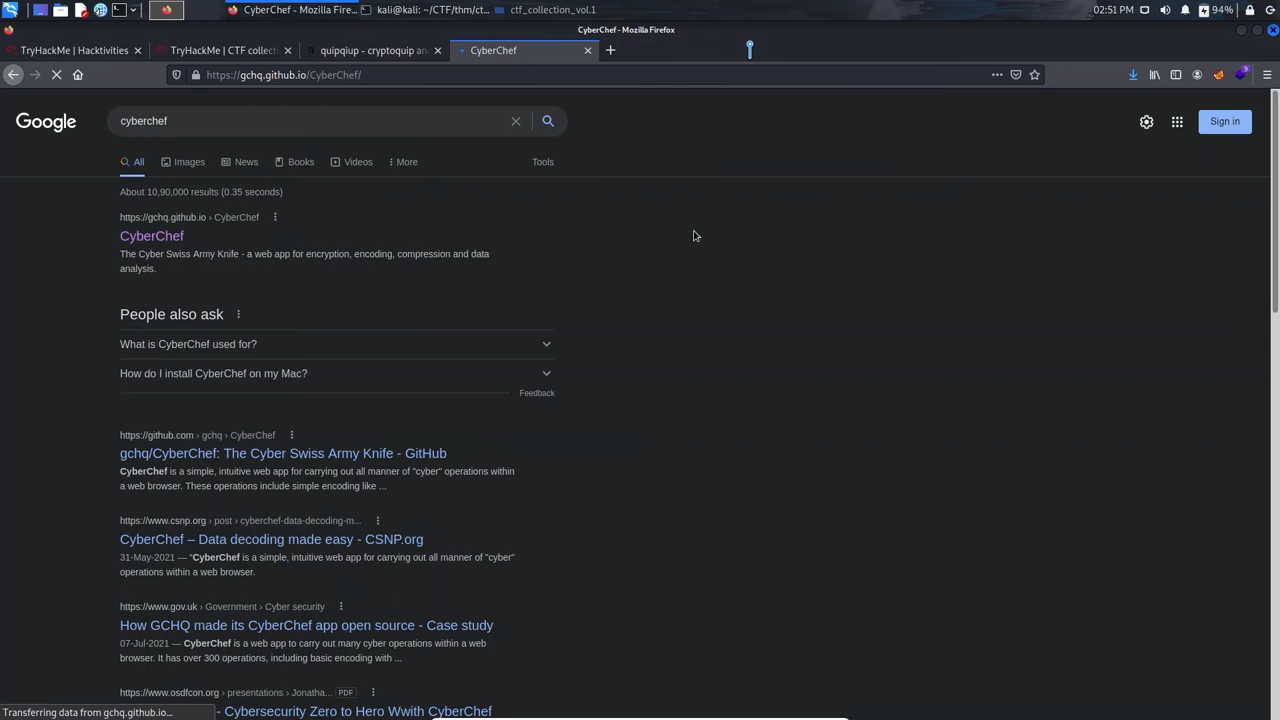 CyberChef - Mozilla Fire... kali@kali: ~/CTF/thm/ct... ctf_collection_vol.1 02:51 PM 94%
CyberChef - Mozilla Firefox
TryHackMe | Hacktivities TryHackMe | CTF collect quipqiup - cryptoquip and CyberChef
https://gchq.github.io/CyberChef/
Google cyberchef Sign in
All Images News Books Videos More Tools
About 10,90,000 results (0.35 seconds)
https://gchq.github.io › CyberChef
CyberChef
The Cyber Swiss Army Knife - a web app for encryption, encoding, compression and data
analysis.
People also ask
What is CyberChef used for?
How do I install CyberChef on my Mac?
Feedback
https://github.com › gchq › CyberChef
gchq/CyberChef: The Cyber Swiss Army Knife - GitHub
CyberChef is a simple, intuitive web app for carrying out all manner of "cyber" operations within
a web browser. These operations include simple encoding like ...
https://www.csnp.org › post › cyberchef-data-decoding-m...
CyberChef – Data decoding made easy - CSNP.org
31-May-2021 — "CyberChef is a simple, intuitive web app for carrying out all manner of "cyber"
operations within a web browser.
https://www.gov.uk › Government › Cyber security
How GCHQ made its CyberChef app open source - Case study
07-Jul-2021 — CyberChef is a web app to carry out many cyber operations within a web
browser. It has over 300 operations, including basic encoding with ...
https://www.osdfcon.org › presentations › Jonatha... PDF
- Cybersecurity Zero to Hero Wwith CyberChef
Transferring data from gchq.github.io...